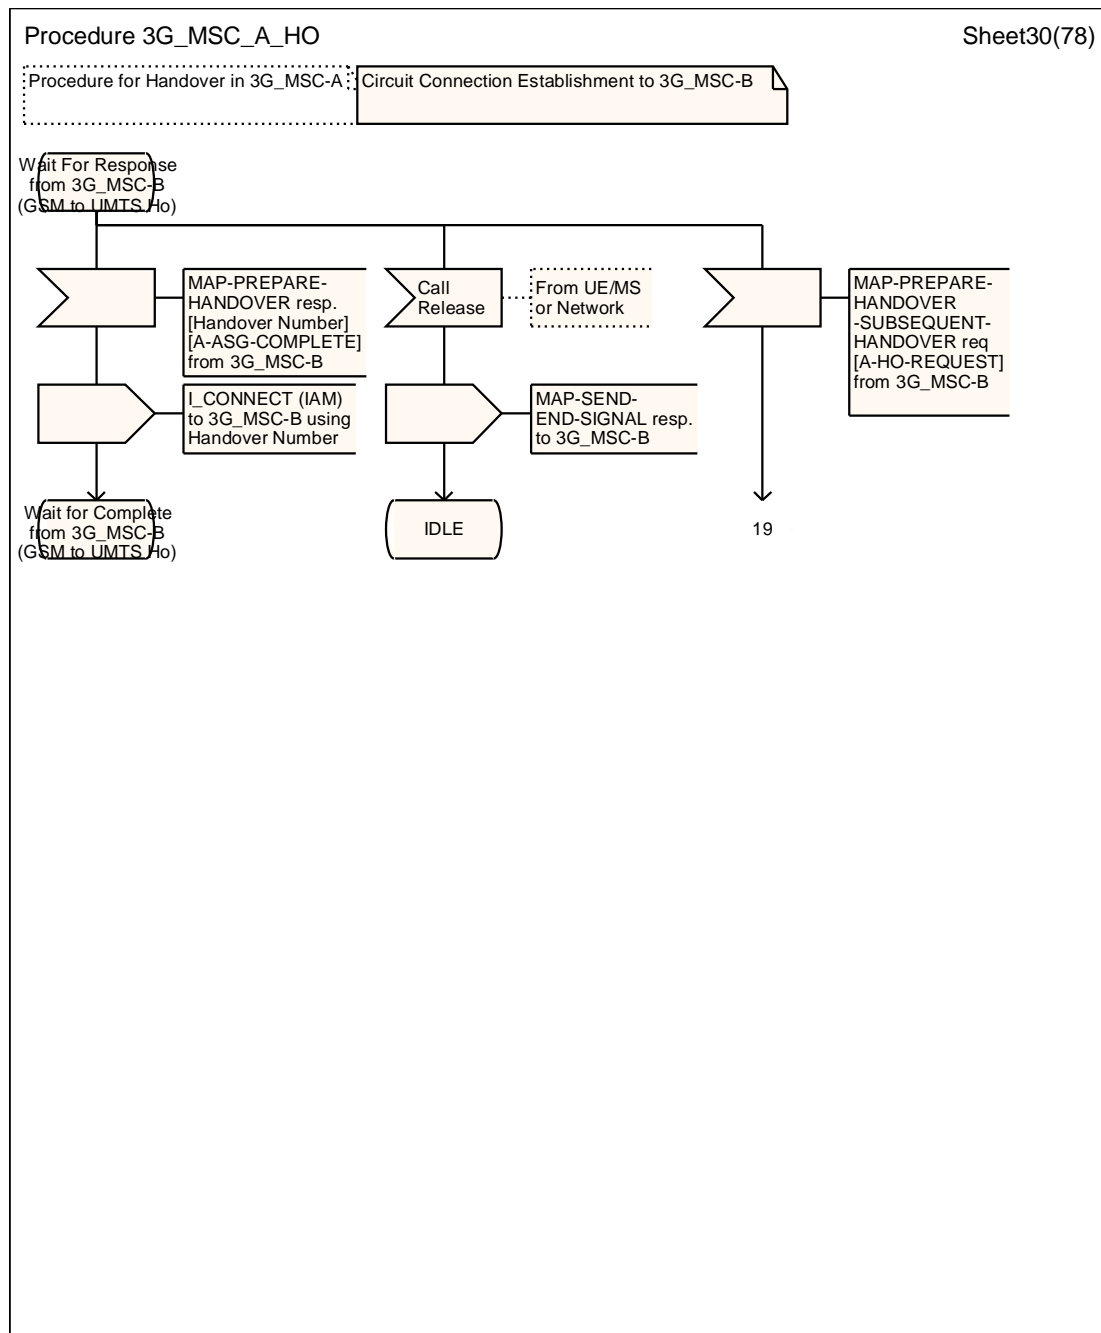 Procedure 3G_MSC_A_HO
Sheet30(78)
Procedure for Handover in 3G_MSC-A
Circuit Connection Establishment to 3G_MSC-B
Wait For Response
from 3G_MSC-B
(GSM to UMTS Ho)
MAP-PREPARE-
HANDOVER resp.
[Handover Number]
[A-ASG-COMPLETE]
from 3G_MSC-B
Call
Release
From UE/MS
or Network
MAP-PREPARE-
HANDOVER
-SUBSEQUENT-
HANDOVER req
[A-HO-REQUEST]
from 3G_MSC-B
I_CONNECT (IAM)
to 3G_MSC-B using
Handover Number
MAP-SEND-
END-SIGNAL resp.
to 3G_MSC-B
Wait for Complete
from 3G_MSC-B
(GSM to UMTS Ho)
IDLE
19